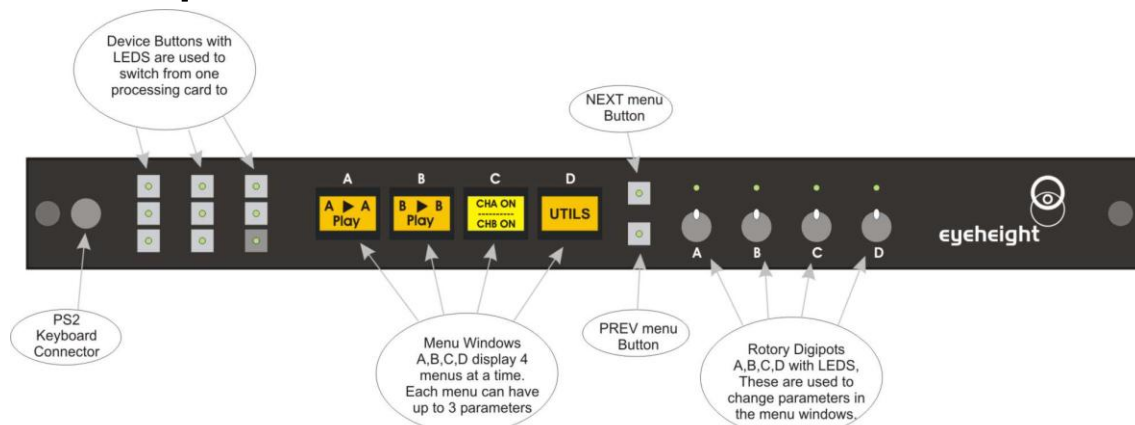 Device Buttons with
LEDS are used to
switch from one
processing card to
NEXT menu
Button
A
B
C
D
A ▶ A
Play
B ▶ B
Play
CHA ON
----------
CHB ON
UTILS
eyeheight
A
B
C
D
PS2
Keyboard
Connector
Menu Windows
A,B,C,D display 4
menus at a time.
Each menu can have
up to 3 parameters
PREV menu
Button
Rotory Digipots
A,B,C,D with LEDS,
These are used to
change parameters in
the menu windows.